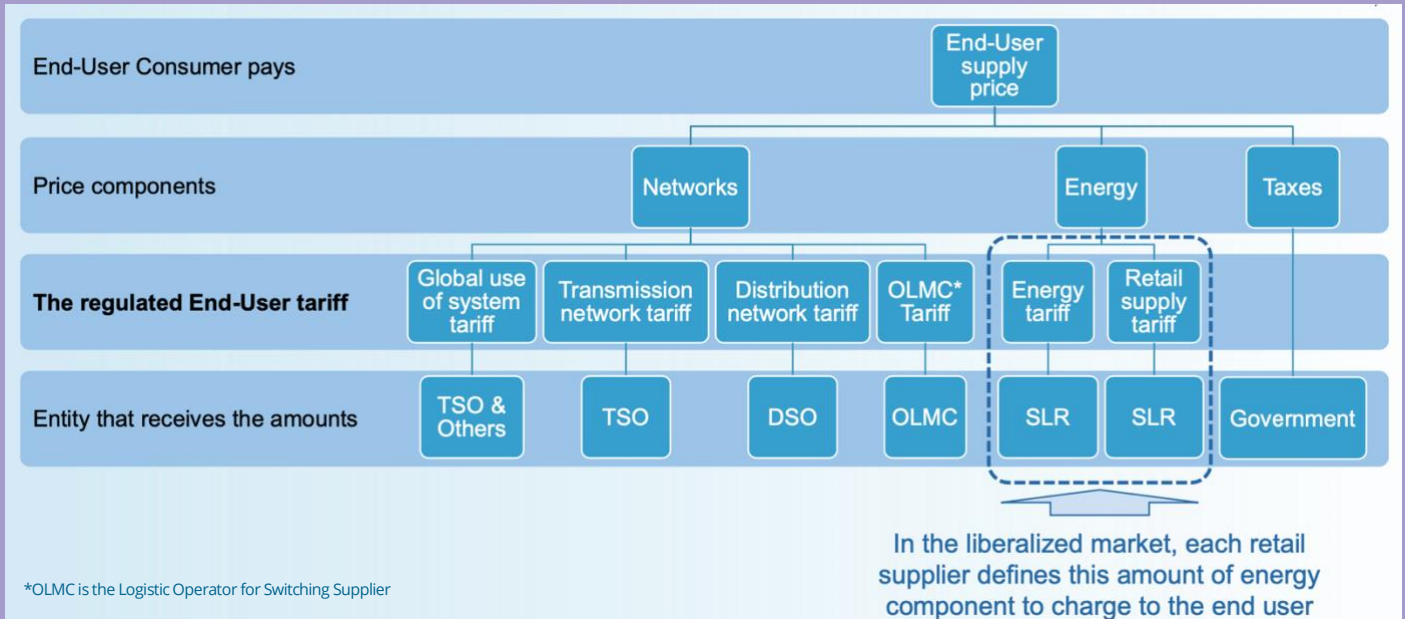 End-User Consumer pays
End-User
supply
price
Price components
Networks
Energy
Taxes
The regulated End-User tariff
Global use
of system
tariff
Transmission
network tariff
Distribution
network tariff
OLMC*
Tariff
Energy
tariff
Retail
supply
tariff
Entity that receives the amounts
TSO &
Others
TSO
DSO
OLMC
SLR
SLR
Government
In the liberalized market, each retail
supplier defines this amount of energy
component to charge to the end user
*OLMC is the Logistic Operator for Switching Supplier